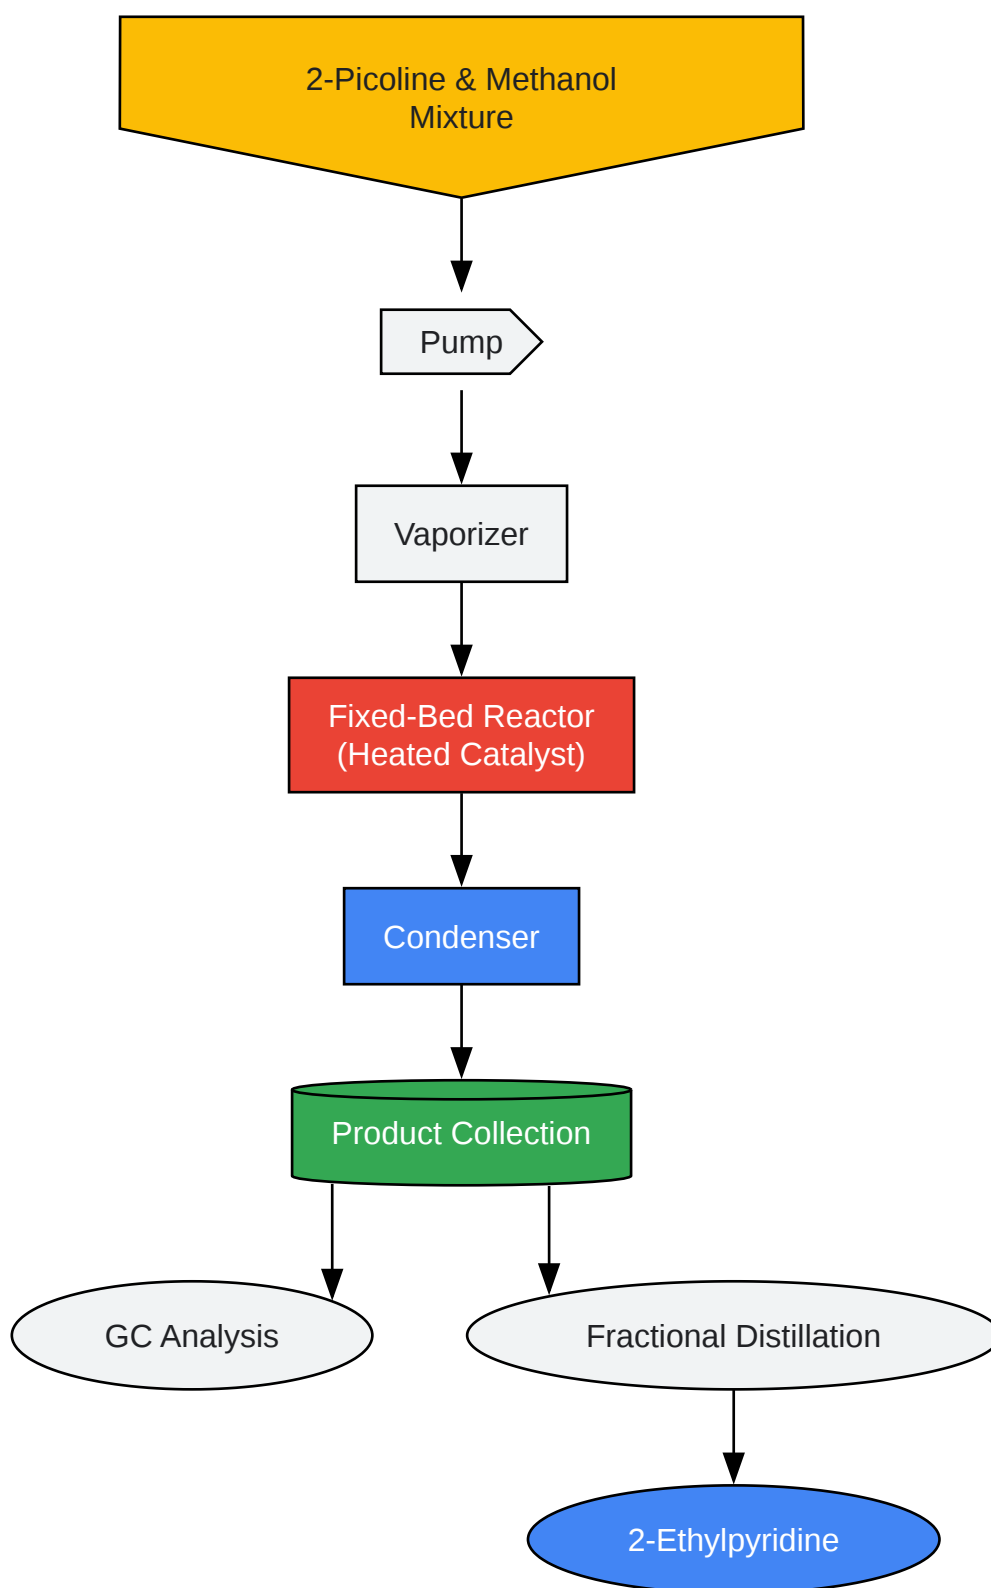 2-Picoline & Methanol
Mixture
Pump
Vaporizer
Fixed-Bed Reactor
(Heated Catalyst)
Condenser
Product Collection
GC Analysis
Fractional Distillation
2-Ethylpyridine